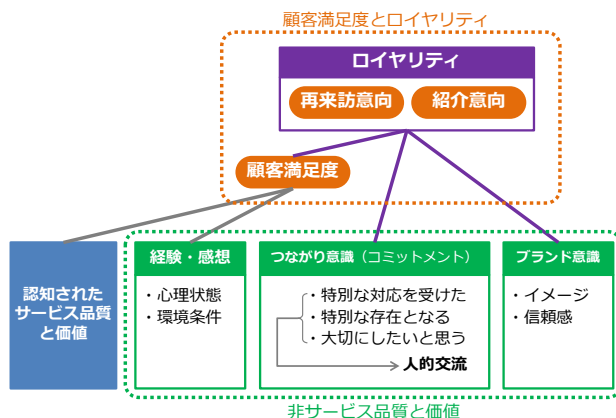 顧客満足度とロイヤリティ
ロイヤリティ
再来訪意向
紹介意向
顧客満足度
認知された
サービス品質
と価値
経験・感想
・心理状態
・環境条件
つながり意識（コミットメント）
・特別な対応を受けた
・特別な存在となる
・大切にしたいと思う
人的交流
ブランド意識
・イメージ
・信頼感
非サービス品質と価値